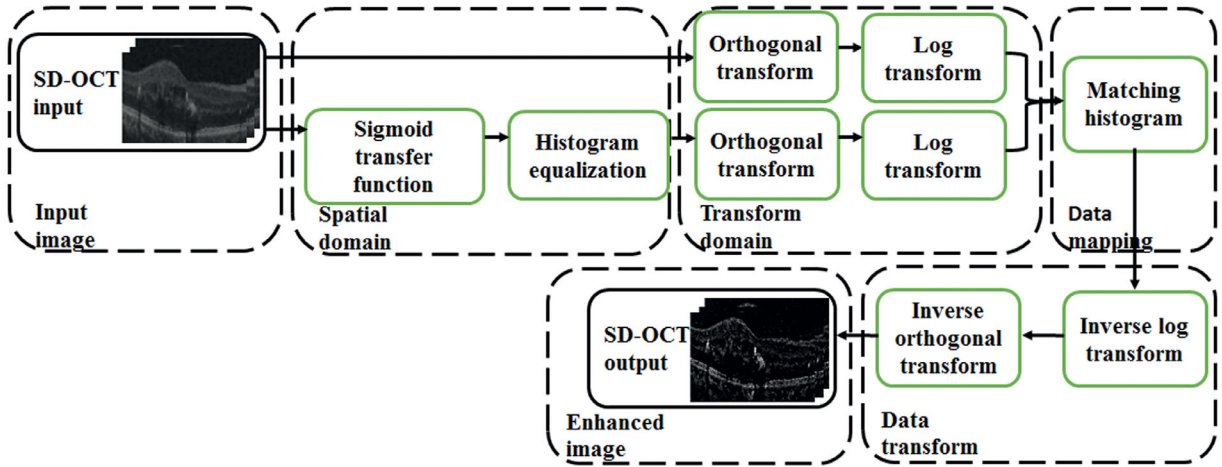 SD-OCT
input
Input
image
Sigmoid
transfer
function
Histogram
equalization
Spatial
domain
Orthogonal
transform
Log
transform
Orthogonal
transform
Log
transform
Transform
domain
Matching
histogram
Data
mapping
SD-OCT
output
Enhanced
image
Inverse
orthogonal
transform
Inverse log
transform
Data
transform